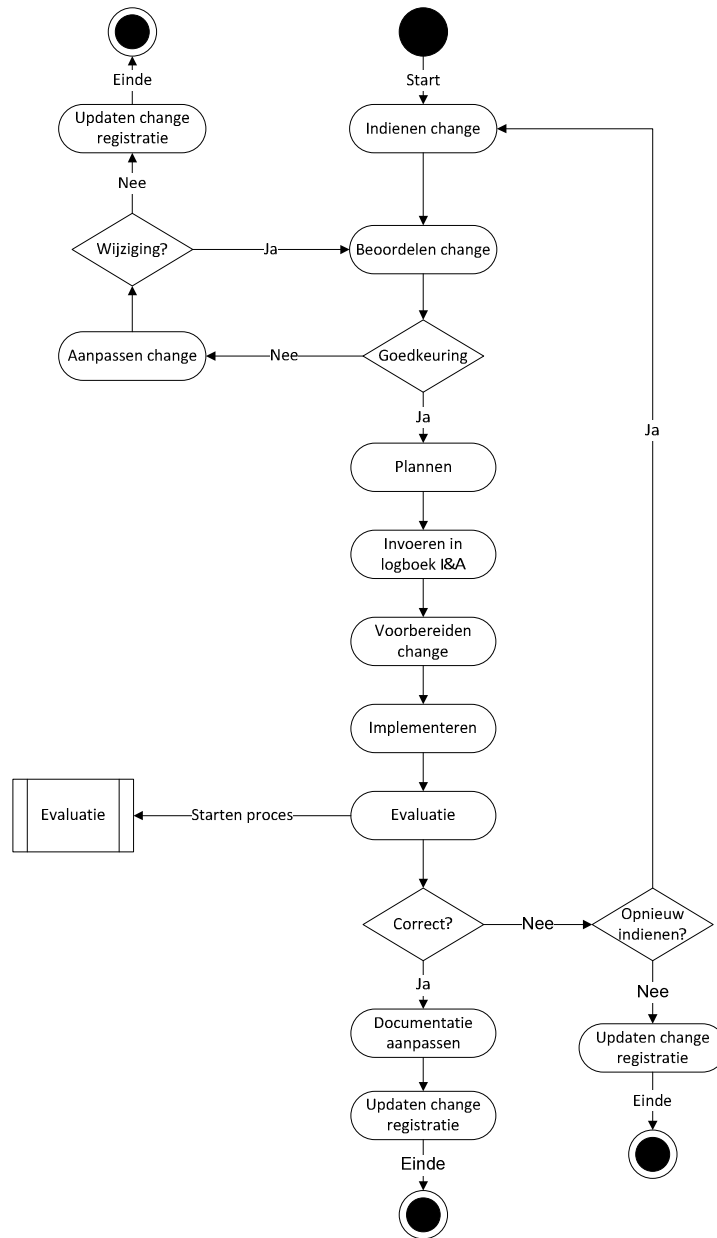 Einde
Start
Updaten change
registratie
Indienen change
Nee
Wijziging?
Ja
Beoordelen change
Aanpassen change
Nee
Goedkeuring
Ja
Ja
Plannen
Invoeren in
logboek I&A
Voorbereiden
change
Implementeren
Evaluatie
Starten proces
Evaluatie
Correct?
Nee
Opnieuw
indienen?
Ja
Nee
Documentatie
aanpassen
Updaten change
registratie
Updaten change
registratie
Einde
Einde